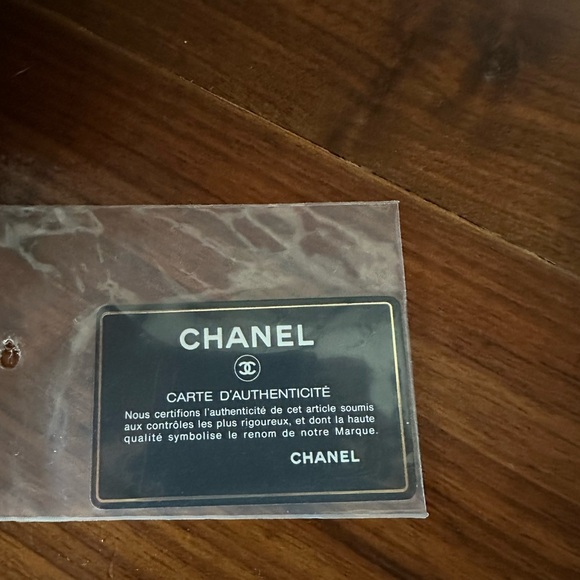 CHANEL
CARTE D'AUTHENTICITÉ
Nous certifions l'authenticité de cet article soumis
aux contrôles les plus rigoureux, et dont la haute
qualité symbolise le renom de notre Marque.
CHANEL